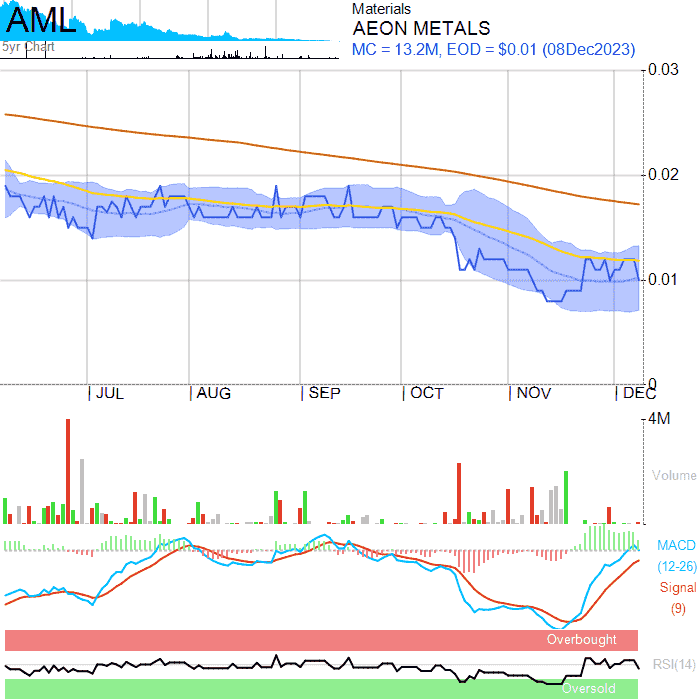 AML
5yr Chart
Materials
AEON METALS
MC = 13.2M, EOD = $0.01 (08Dec2023)
0.03
0.02
0.01
0
JUL AUG SEP OCT NOV DEC
4M
Volume
MACD
(12-26)
Signal
(9)
Overbought
RSI(14)
Oversold